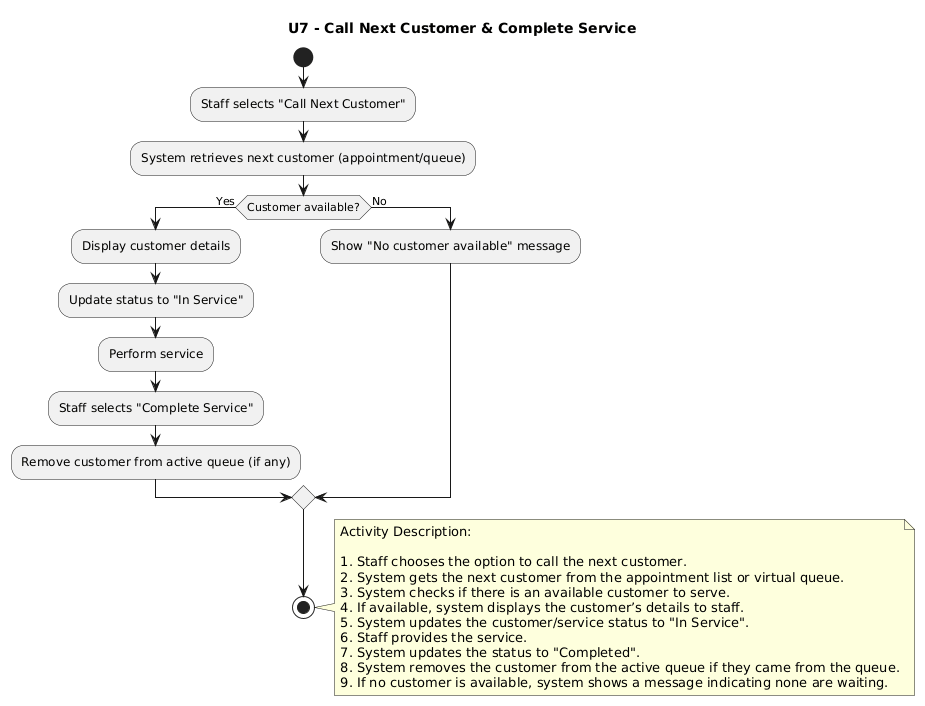 U7 - Call Next Customer & Complete Service
Staff selects "Call Next Customer"
System retrieves next customer (appointment/queue)
Customer available?
Yes
No
Display customer details
Show "No customer available" message
Update status to "In Service"
Perform service
Staff selects "Complete Service"
Remove customer from active queue (if any)
Activity Description:
1. Staff chooses the option to call the next customer.
2. System gets the next customer from the appointment list or virtual queue.
3. System checks if there is an available customer to serve.
4. If available, system displays the customer’s details to staff.
5. System updates the customer/service status to "In Service".
6. Staff provides the service.
7. System updates the status to "Completed".
8. System removes the customer from the active queue if they came from the queue.
9. If no customer is available, system shows a message indicating none are waiting.